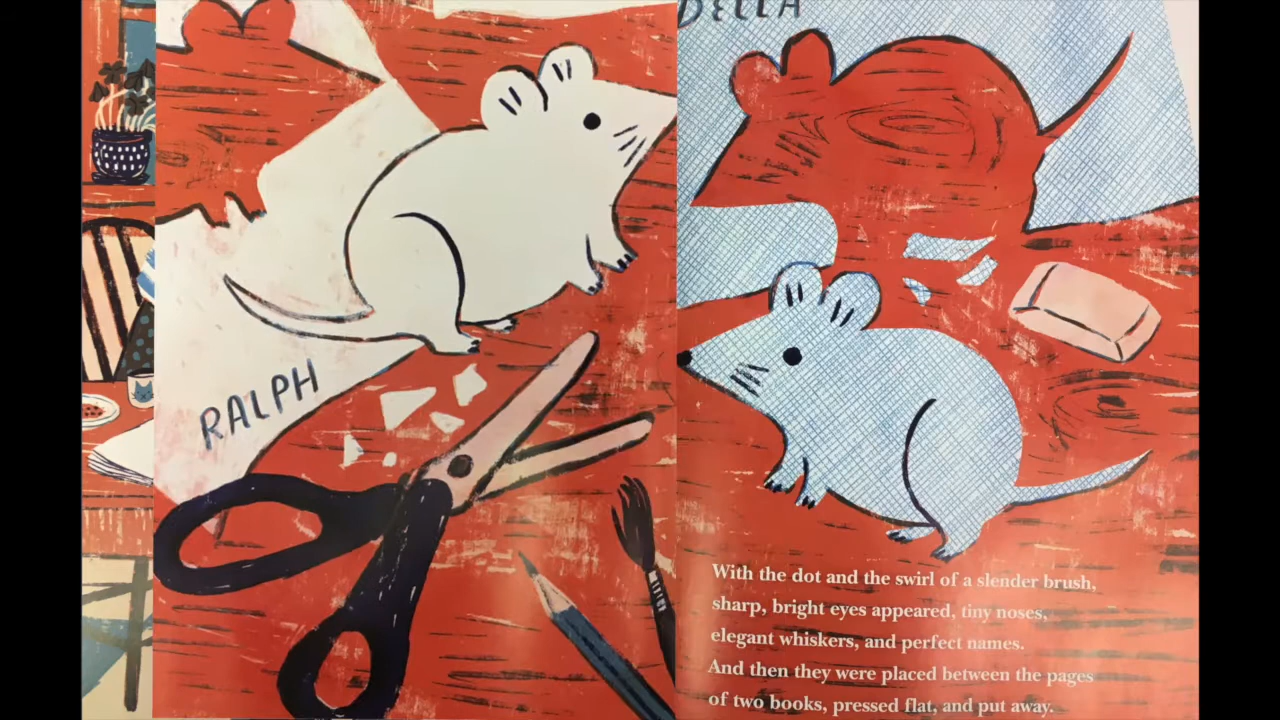 RALPH
DELLA
With the dot and the swirl of a slender brush,
sharp, bright eyes appeared, tiny noses,
elegant whiskers, and perfect names.
And then they were placed between the pages
of two books, pressed flat, and put away.